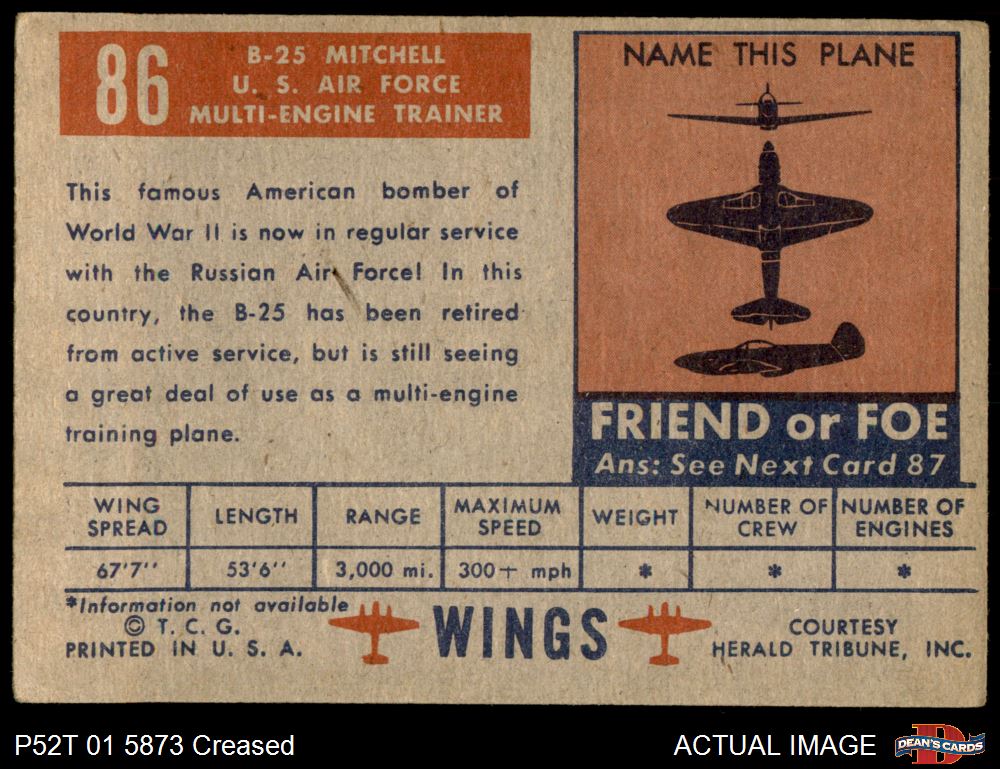 86
B-25 MITCHELL
U. S. AIR FORCE
MULTI-ENGINE TRAINER
This famous American bomber of
World War II is now in regular service
with the Russian Air Force! In this
country, the B-25 has been retired
from active service, but is still seeing
a great deal of use as a multi-engine
training plane.
NAME THIS PLANE
FRIEND or FOE
Ans: See Next Card 87
WING SPREAD
LENGTH
RANGE
MAXIMUM SPEED
WEIGHT
NUMBER OF CREW
NUMBER OF ENGINES
67'7''
53'6''
3,000 mi.
300+ mph
*
*
*
*Information not available
© T. C. G.
PRINTED IN U. S. A.
WINGS
COURTESY
HERALD TRIBUNE, INC.
P52T 01 5873 Creased
ACTUAL IMAGE
DEAN'S CARDS